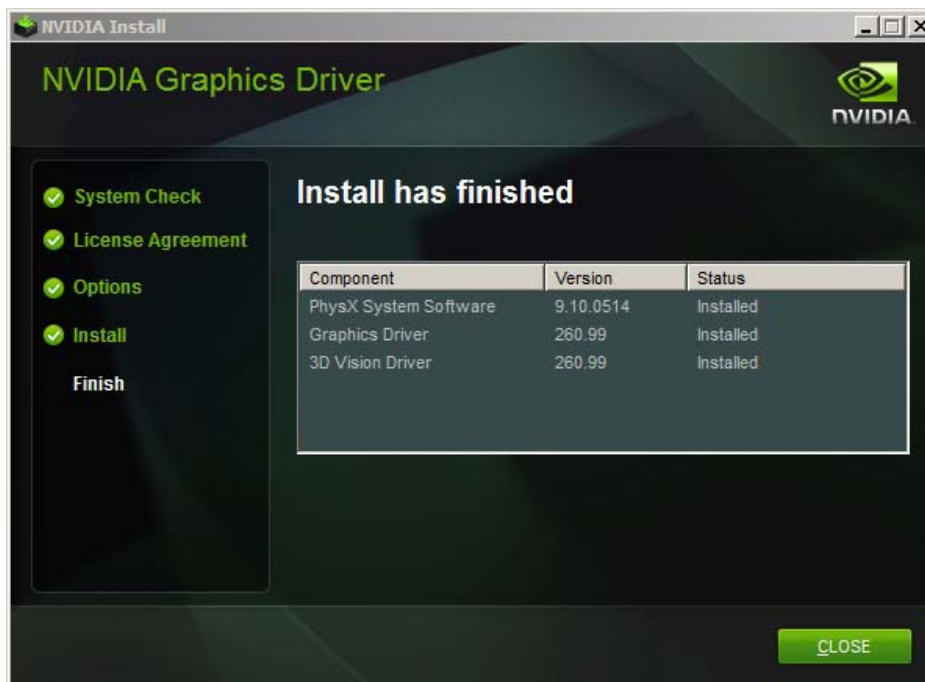 NVIDIA Install
NVIDIA Graphics Driver
NVIDIA
System Check
License Agreement
Options
Install
Finish
Install has finished
Component Version Status
PhysX System Software 9.10.0514 Installed
Graphics Driver 260.99 Installed
3D Vision Driver 260.99 Installed
CLOSE